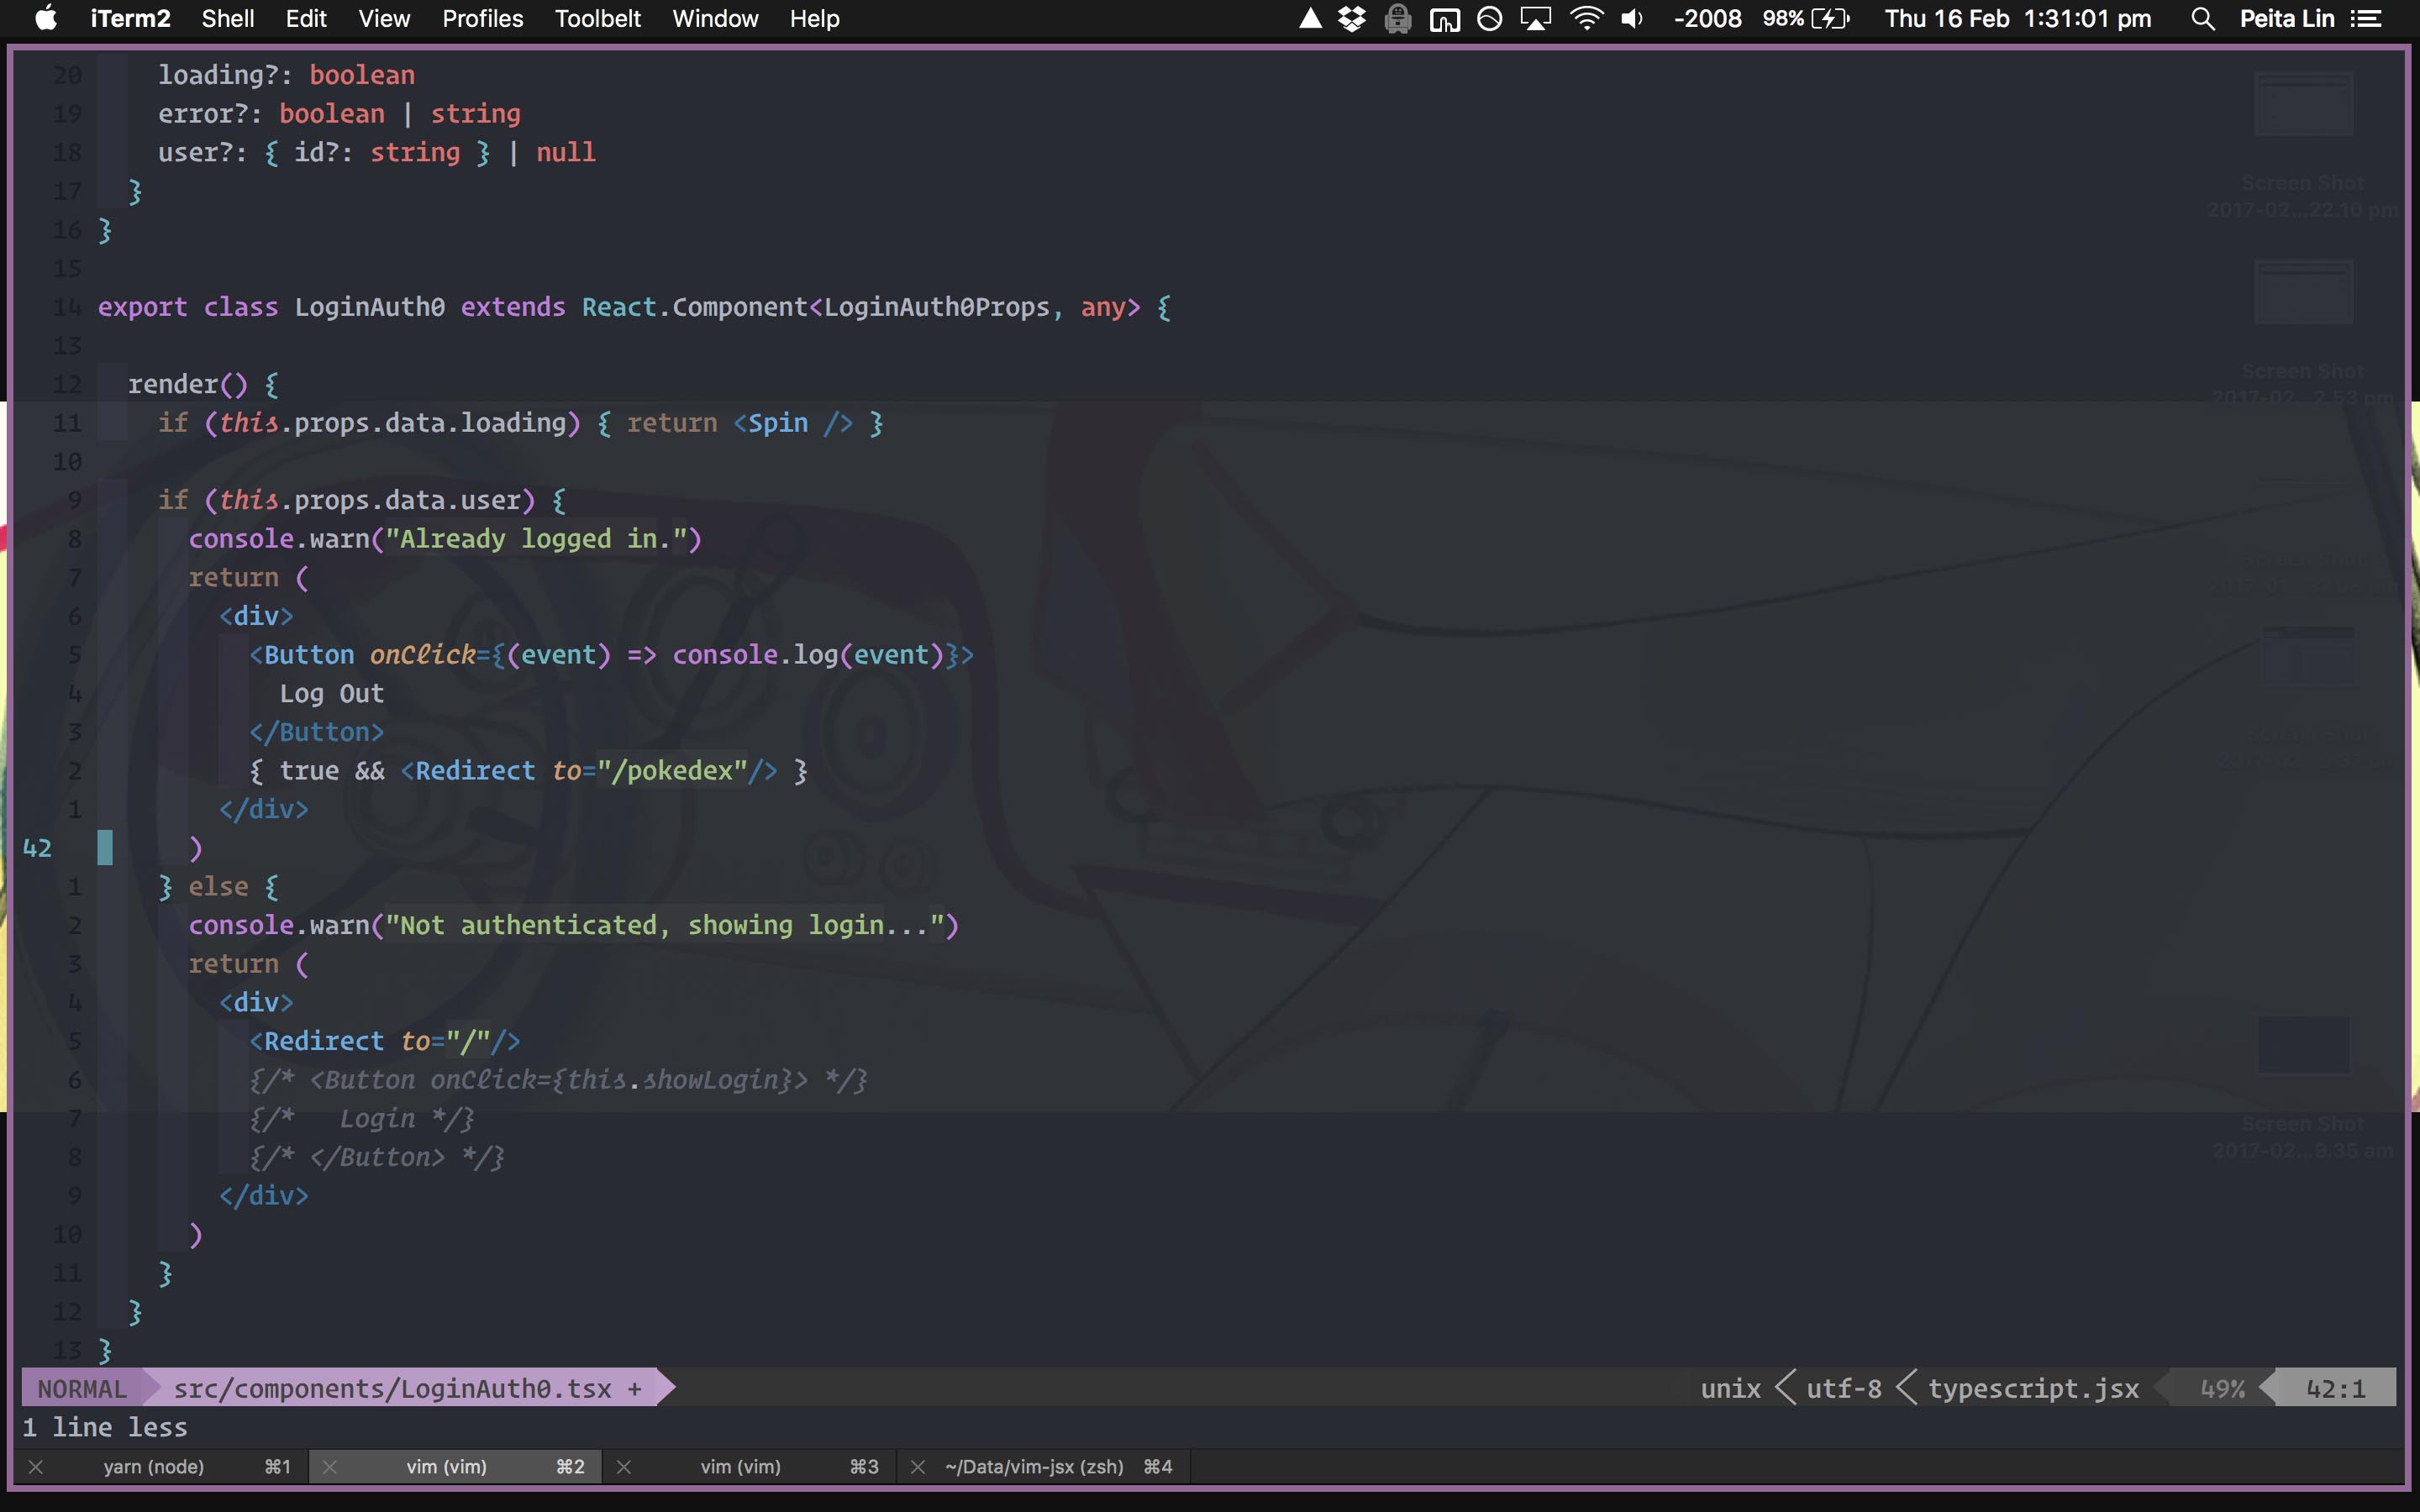 iTerm2 Shell Edit View Profiles Toolbelt Window Help -2008 98% Thu 16 Feb 1:31:01 pm Peita Lin
20     loading?: boolean
19     error?: boolean | string
18     user?: { id?: string } | null
17   }
16 }
15
14 export class LoginAuth0 extends React.Component<LoginAuth0Props, any> {
13
12   render() {
11     if (this.props.data.loading) { return <Spin /> }
10
9     if (this.props.data.user) {
8       console.warn("Already logged in.")
7       return (
6         <div>
5           <Button onClick={(event) => console.log(event)}>
4             Log Out
3           </Button>
2           { true && <Redirect to="/pokedex"/> }
1         </div>
42       )
1     } else {
2       console.warn("Not authenticated, showing login...")
3       return (
4         <div>
5           <Redirect to="/"/>
6           {/* <Button onClick={this.showLogin}> */}
7           {/*   Login */}
8           {/* </Button> */}
9         </div>
10       )
11     }
12   }
13 }
Screen Shot
2017-02...22.10 pm
Screen Shot
2017-02...2.53 pm
Screen Shot
2017-02...9.35 am
NORMAL src/components/LoginAuth0.tsx + unix utf-8 typescript.jsx 49% 42:1
1 line less
yarn (node) ⌘1 vim (vim) ⌘2 vim (vim) ⌘3 ~/Data/vim-jsx (zsh) ⌘4